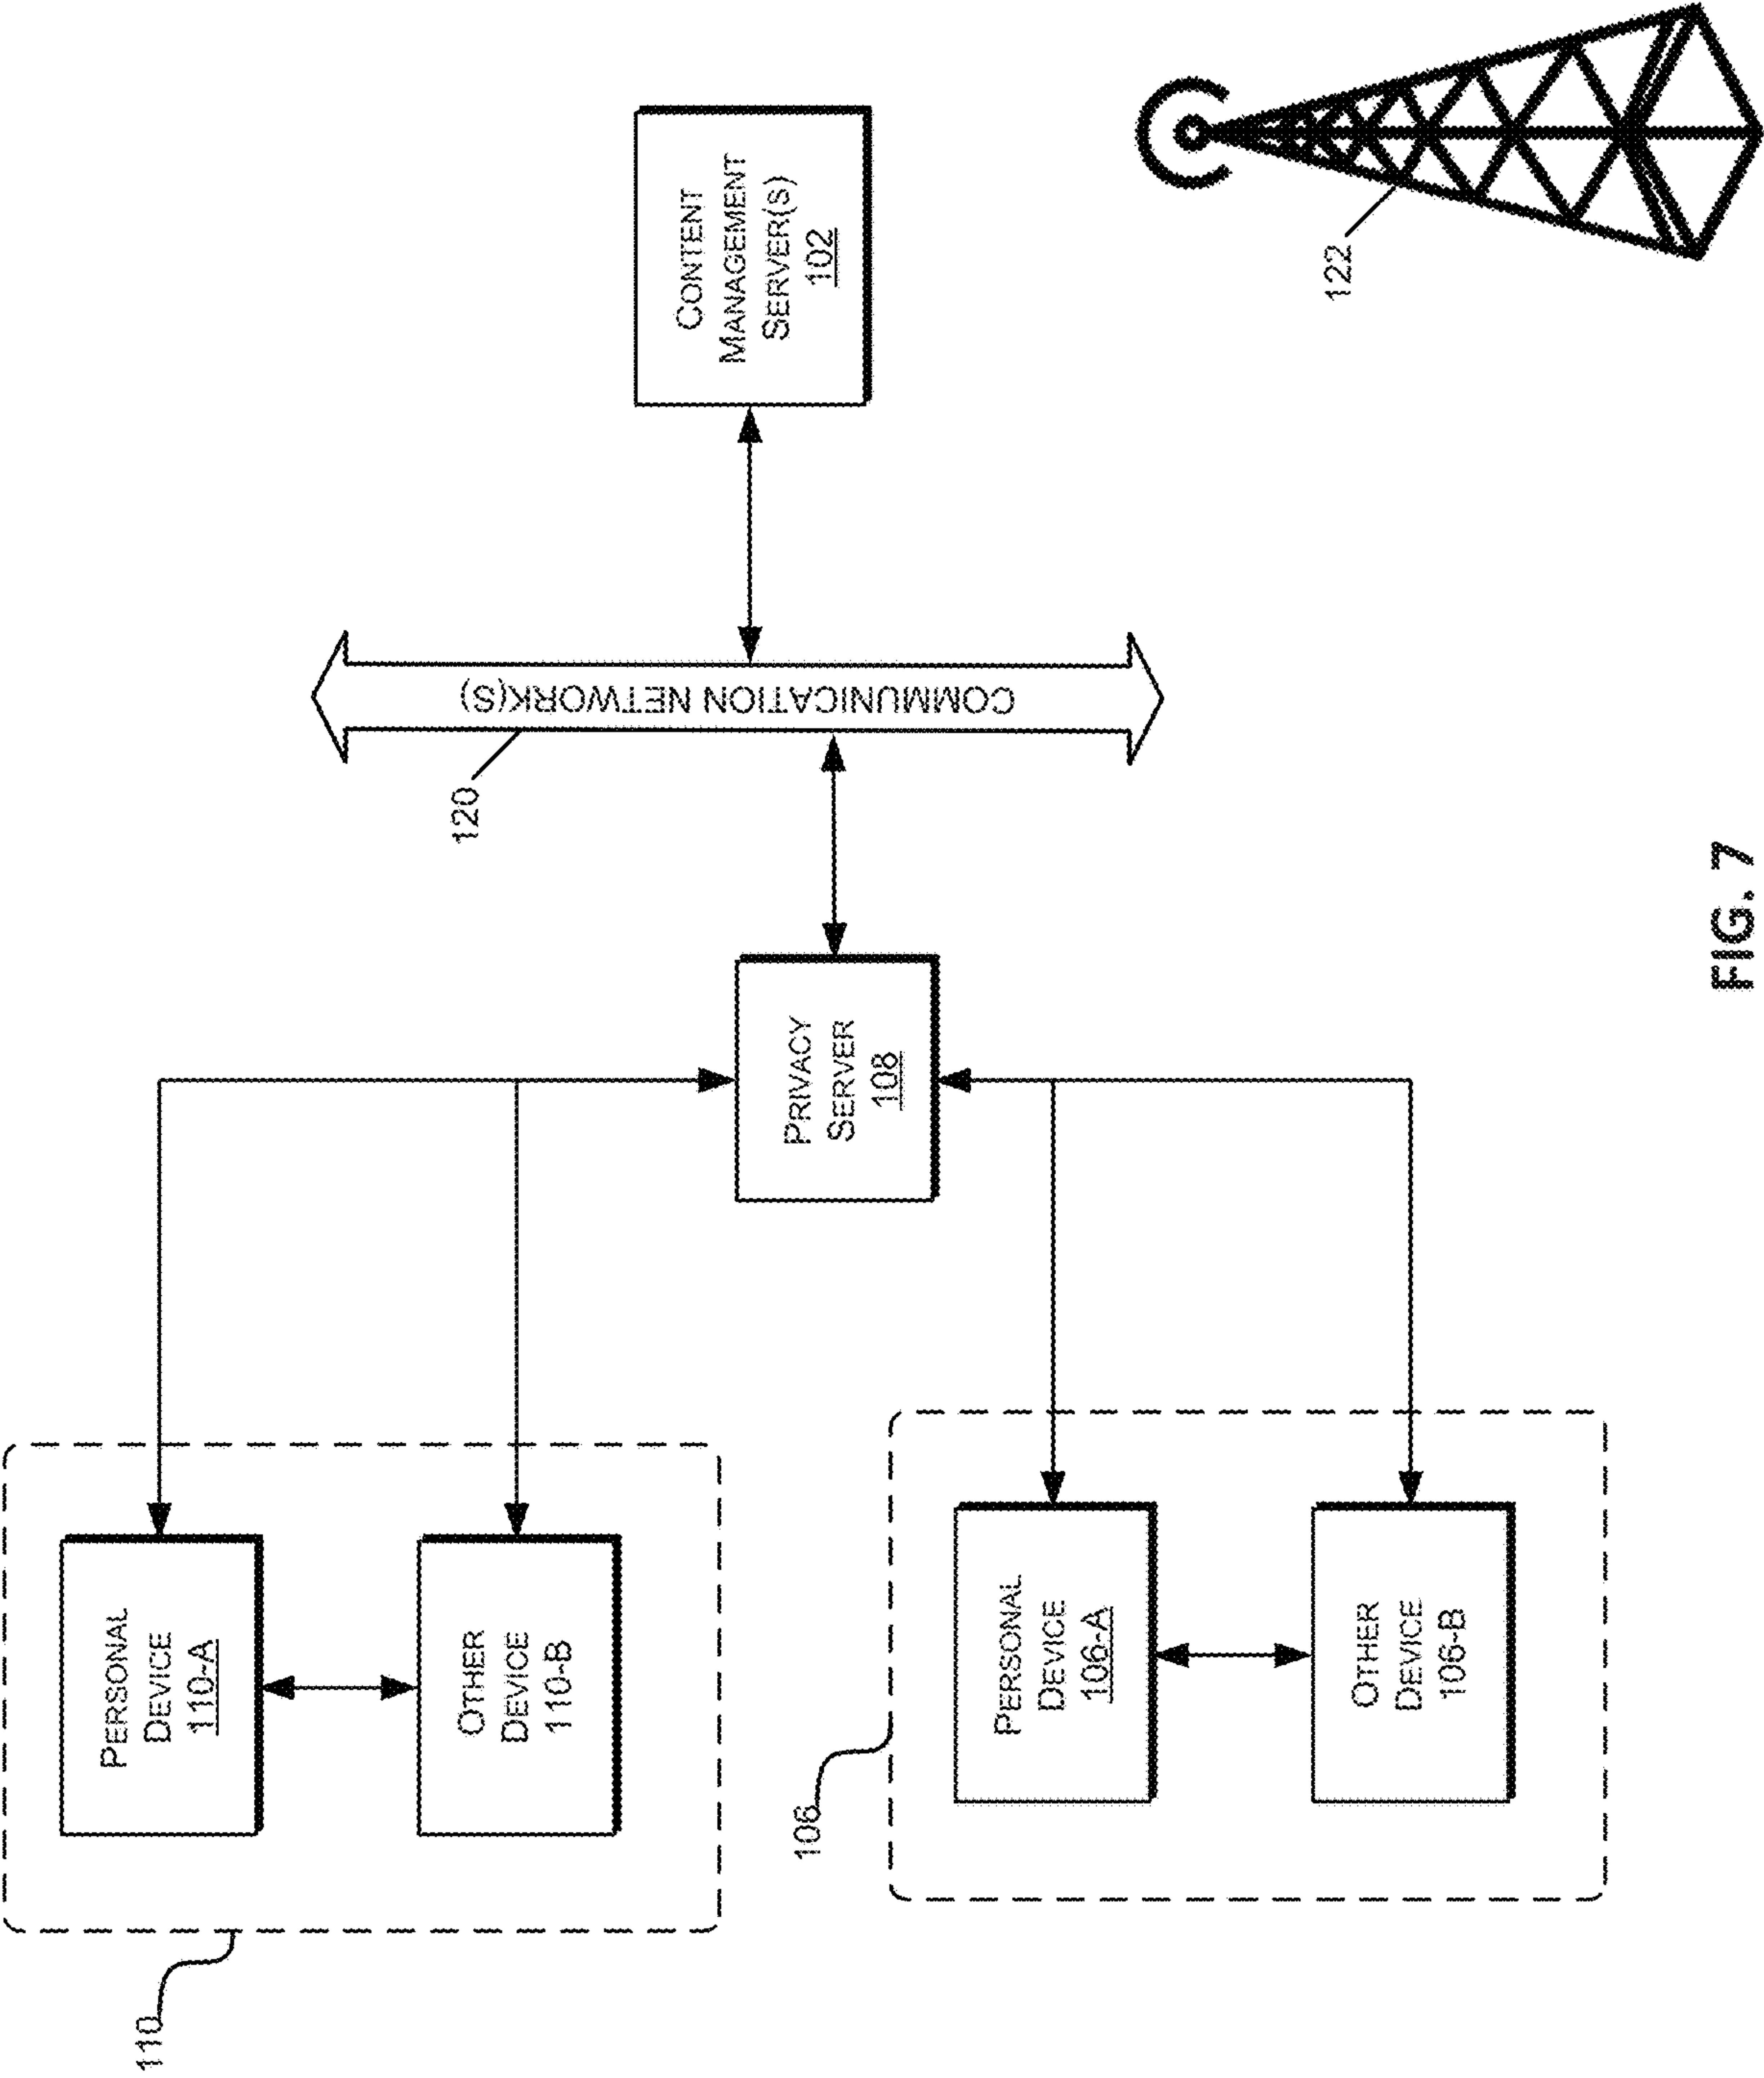 110
PERSONAL
DEVICE
110-A
OTHER
DEVICE
110-B
106
PERSONAL
DEVICE
106-A
OTHER
DEVICE
106-B
PRIVACY
SERVER
108
120
COMMUNICATION NETWORK(S)
CONTENT
MANAGEMENT
SERVER(S)
102
122
FIG. 7